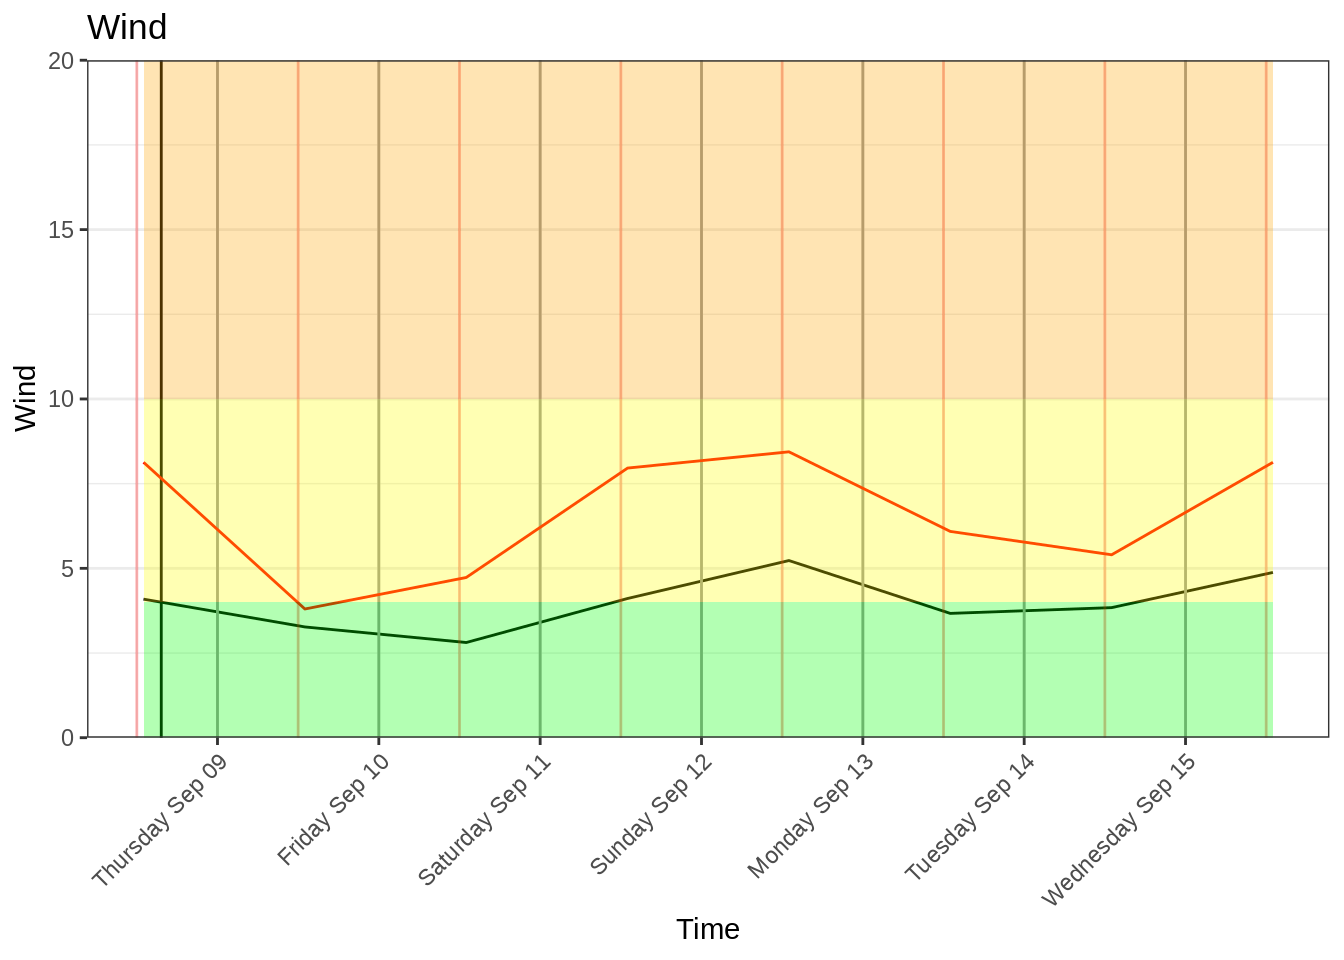 Wind
20
15
10
5
0
Wind
Thursday Sep 09
Friday Sep 10
Saturday Sep 11
Sunday Sep 12
Monday Sep 13
Tuesday Sep 14
Wednesday Sep 15
Time